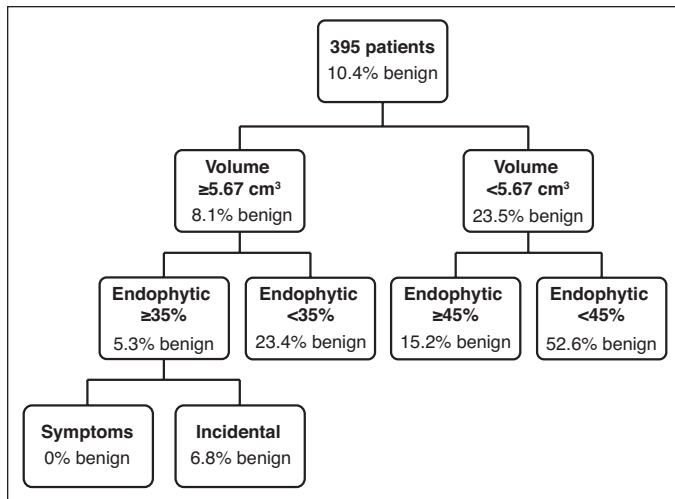 395 patients
10.4% benign
Volume
≥5.67 cm³
8.1% benign
Volume
<5.67 cm³
23.5% benign
Endophytic
≥35%
5.3% benign
Endophytic
<35%
23.4% benign
Endophytic
≥45%
15.2% benign
Endophytic
<45%
52.6% benign
Symptoms
0% benign
Incidental
6.8% benign